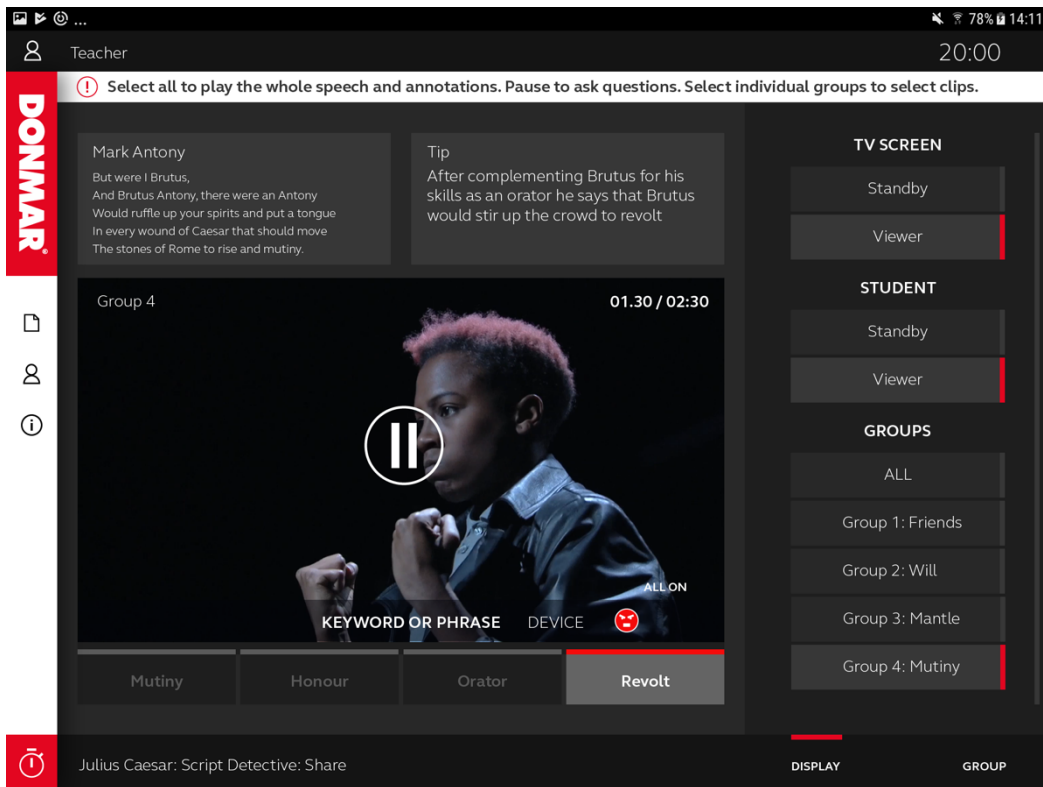 ...
78% 14:11
Teacher
20:00
Select all to play the whole speech and annotations. Pause to ask questions. Select individual groups to select clips.
DONMAR®
Mark Antony
But were I Brutus,
And Brutus Antony, there were an Antony
Would ruffle up your spirits and put a tongue
In every wound of Caesar that should move
The stones of Rome to rise and mutiny.
Tip
After complementing Brutus for his
skills as an orator he says that Brutus
would stir up the crowd to revolt
Group 4
01.30 / 02:30
ALL ON
KEYWORD OR PHRASE DEVICE
Mutiny
Honour
Orator
Revolt
TV SCREEN
Standby
Viewer
STUDENT
Standby
Viewer
GROUPS
ALL
Group 1: Friends
Group 2: Will
Group 3: Mantle
Group 4: Mutiny
Julius Caesar: Script Detective: Share
DISPLAY
GROUP